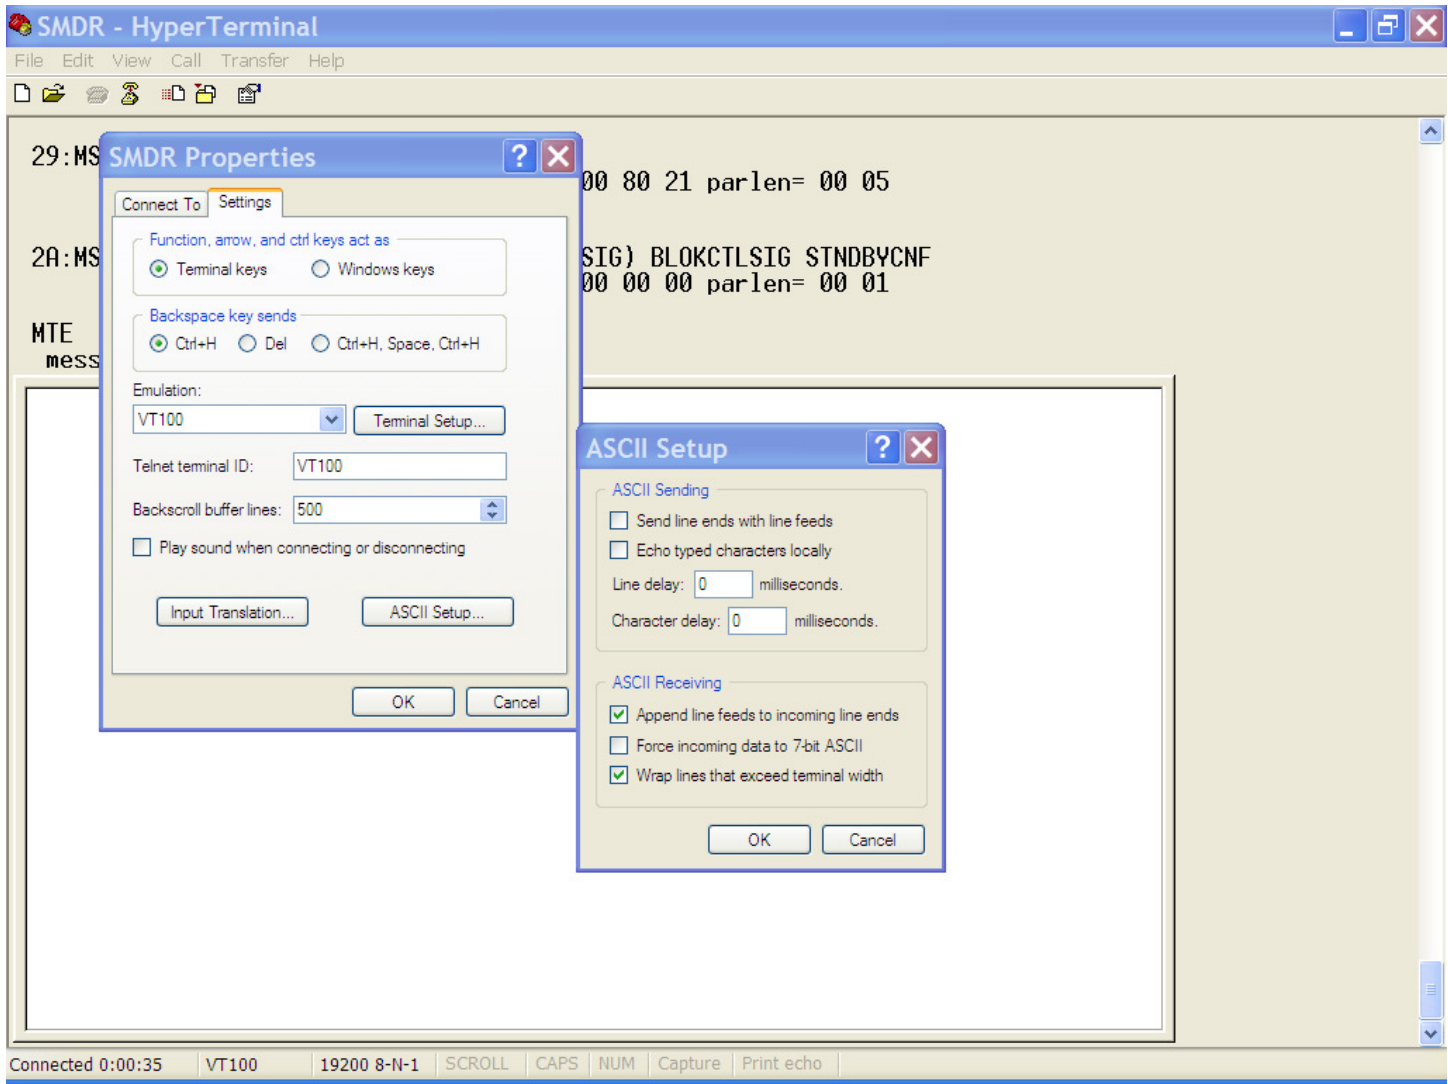 SMDR - HyperTerminal
File Edit View Call Transfer Help
29:MS
00 80 21 parlen= 00 05
2A:MS
SIG) BLOKCTLSIG STNDBYCNF
00 00 00 parlen= 00 01
MTE
mess
SMDR Properties
Connect To Settings
Function, arrow, and ctrl keys act as
Terminal keys Windows keys
Backspace key sends
Ctrl+H Del Ctrl+H, Space, Ctrl+H
Emulation:
VT100 Terminal Setup...
Telnet terminal ID: VT100
Backscroll buffer lines: 500
Play sound when connecting or disconnecting
Input Translation... ASCII Setup...
OK Cancel
ASCII Setup
ASCII Sending
Send line ends with line feeds
Echo typed characters locally
Line delay: 0 milliseconds.
Character delay: 0 milliseconds.
ASCII Receiving
Append line feeds to incoming line ends
Force incoming data to 7-bit ASCII
Wrap lines that exceed terminal width
OK Cancel
Connected 0:00:35 VT100 19200 8-N-1 SCROLL CAPS NUM Capture Print echo